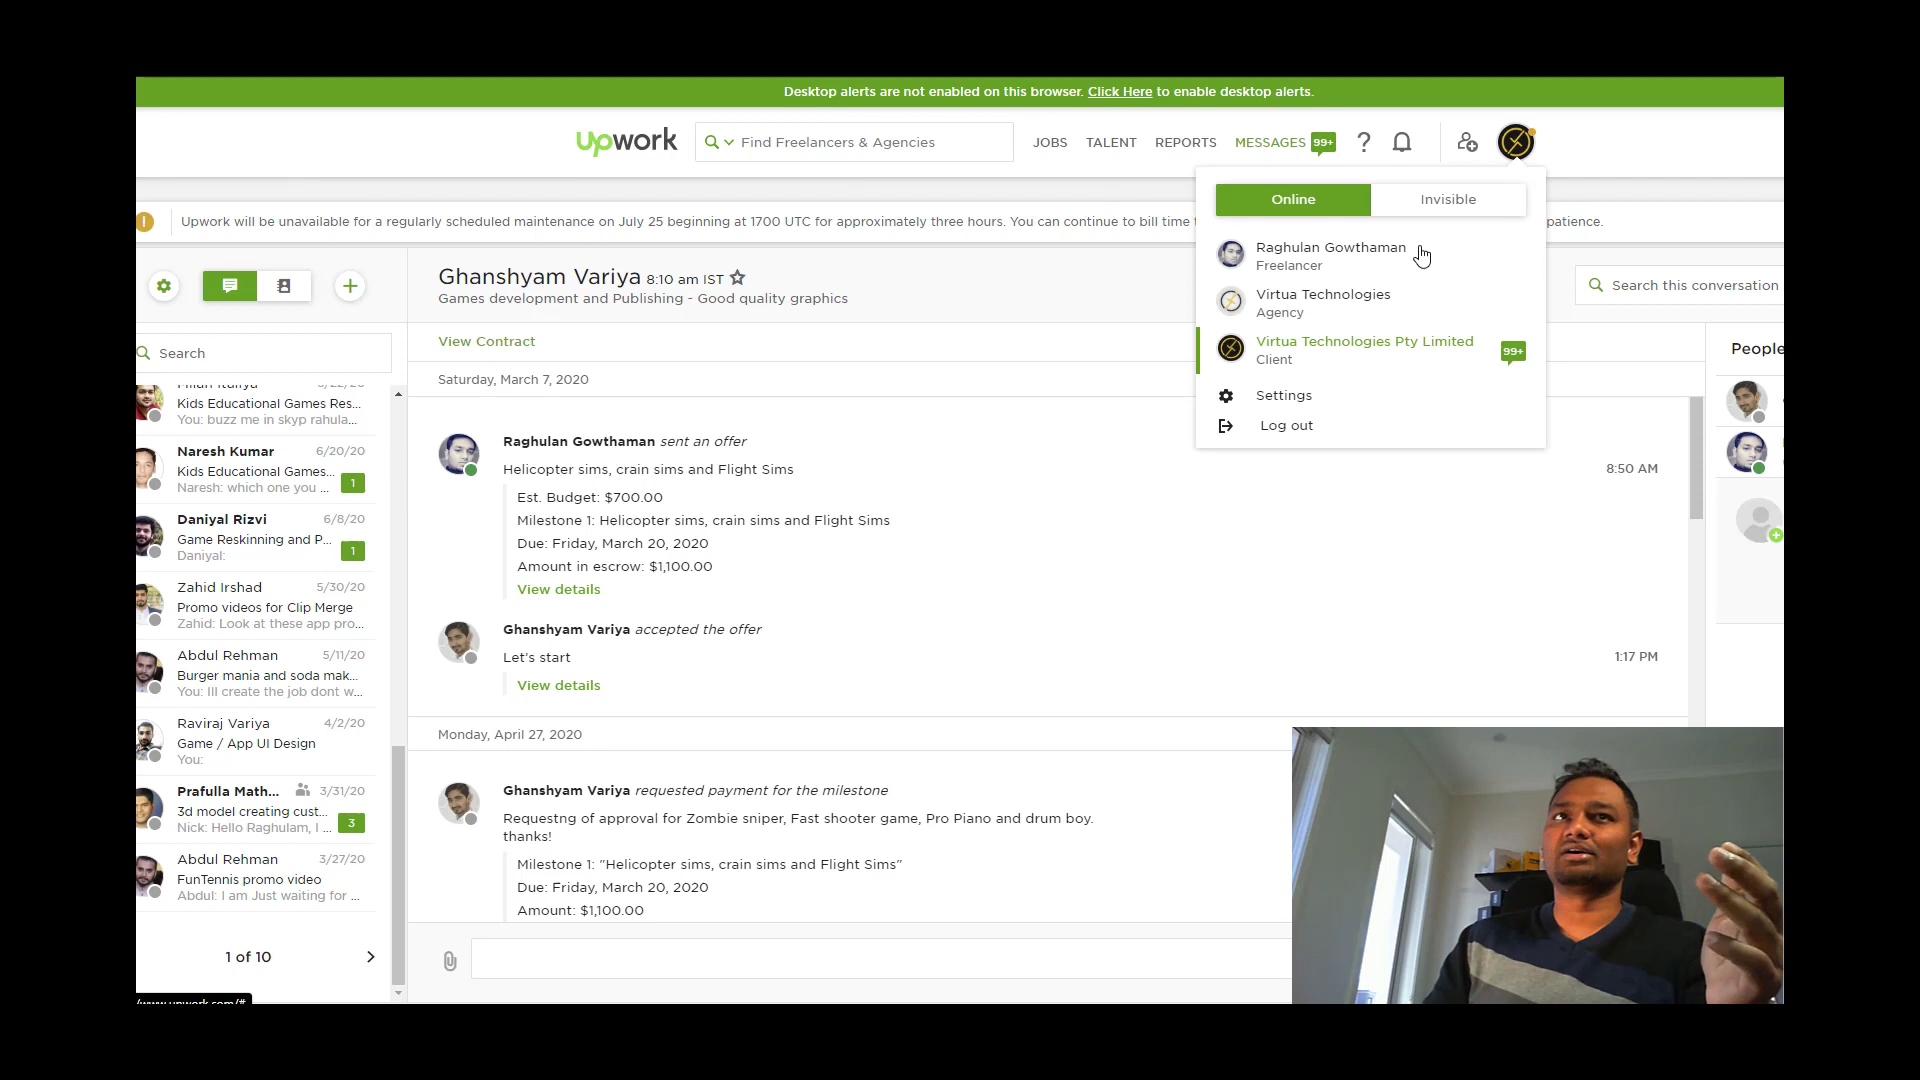 Desktop alerts are not enabled on this browser. Click Here to enable desktop alerts.
upwork
Find Freelancers & Agencies
JOBS
TALENT
REPORTS
MESSAGES 99+
?
Upwork will be unavailable for a regularly scheduled maintenance on July 25 beginning at 1700 UTC for approximately three hours. You can continue to bill time
patience.
Online
Invisible
Raghulan Gowthaman
Freelancer
Virtua Technologies
Agency
Virtua Technologies Pty Limited
Client
99+
Settings
Log out
Search
Kids Educational Games Res...
You: buzz me in skyp rahula...
Naresh Kumar 6/20/20
Kids Educational Games...
Naresh: which one you ... 1
Daniyal Rizvi 6/8/20
Game Reskinning and P...
Daniyal: 1
Zahid Irshad 5/30/20
Promo videos for Clip Merge
Zahid: Look at these app pro...
Abdul Rehman 5/11/20
Burger mania and soda mak...
You: Ill create the job dont w...
Raviraj Variya 4/2/20
Game / App UI Design
You:
Prafulla Math... 3/31/20
3d model creating cust...
Nick: Hello Raghulam, I ... 3
Abdul Rehman 3/27/20
FunTennis promo video
Abdul: I am Just waiting for ...
1 of 10
Ghanshyam Variya 8:10 am IST
Games development and Publishing - Good quality graphics
Search this conversation
View Contract
People
Saturday, March 7, 2020
Raghulan Gowthaman sent an offer
Helicopter sims, crain sims and Flight Sims
8:50 AM
Est. Budget: $700.00
Milestone 1: Helicopter sims, crain sims and Flight Sims
Due: Friday, March 20, 2020
Amount in escrow: $1,100.00
View details
Ghanshyam Variya accepted the offer
Let's start
1:17 PM
View details
Monday, April 27, 2020
Ghanshyam Variya requested payment for the milestone
Requestng of approval for Zombie sniper, Fast shooter game, Pro Piano and drum boy.
thanks!
Milestone 1: "Helicopter sims, crain sims and Flight Sims"
Due: Friday, March 20, 2020
Amount: $1,100.00